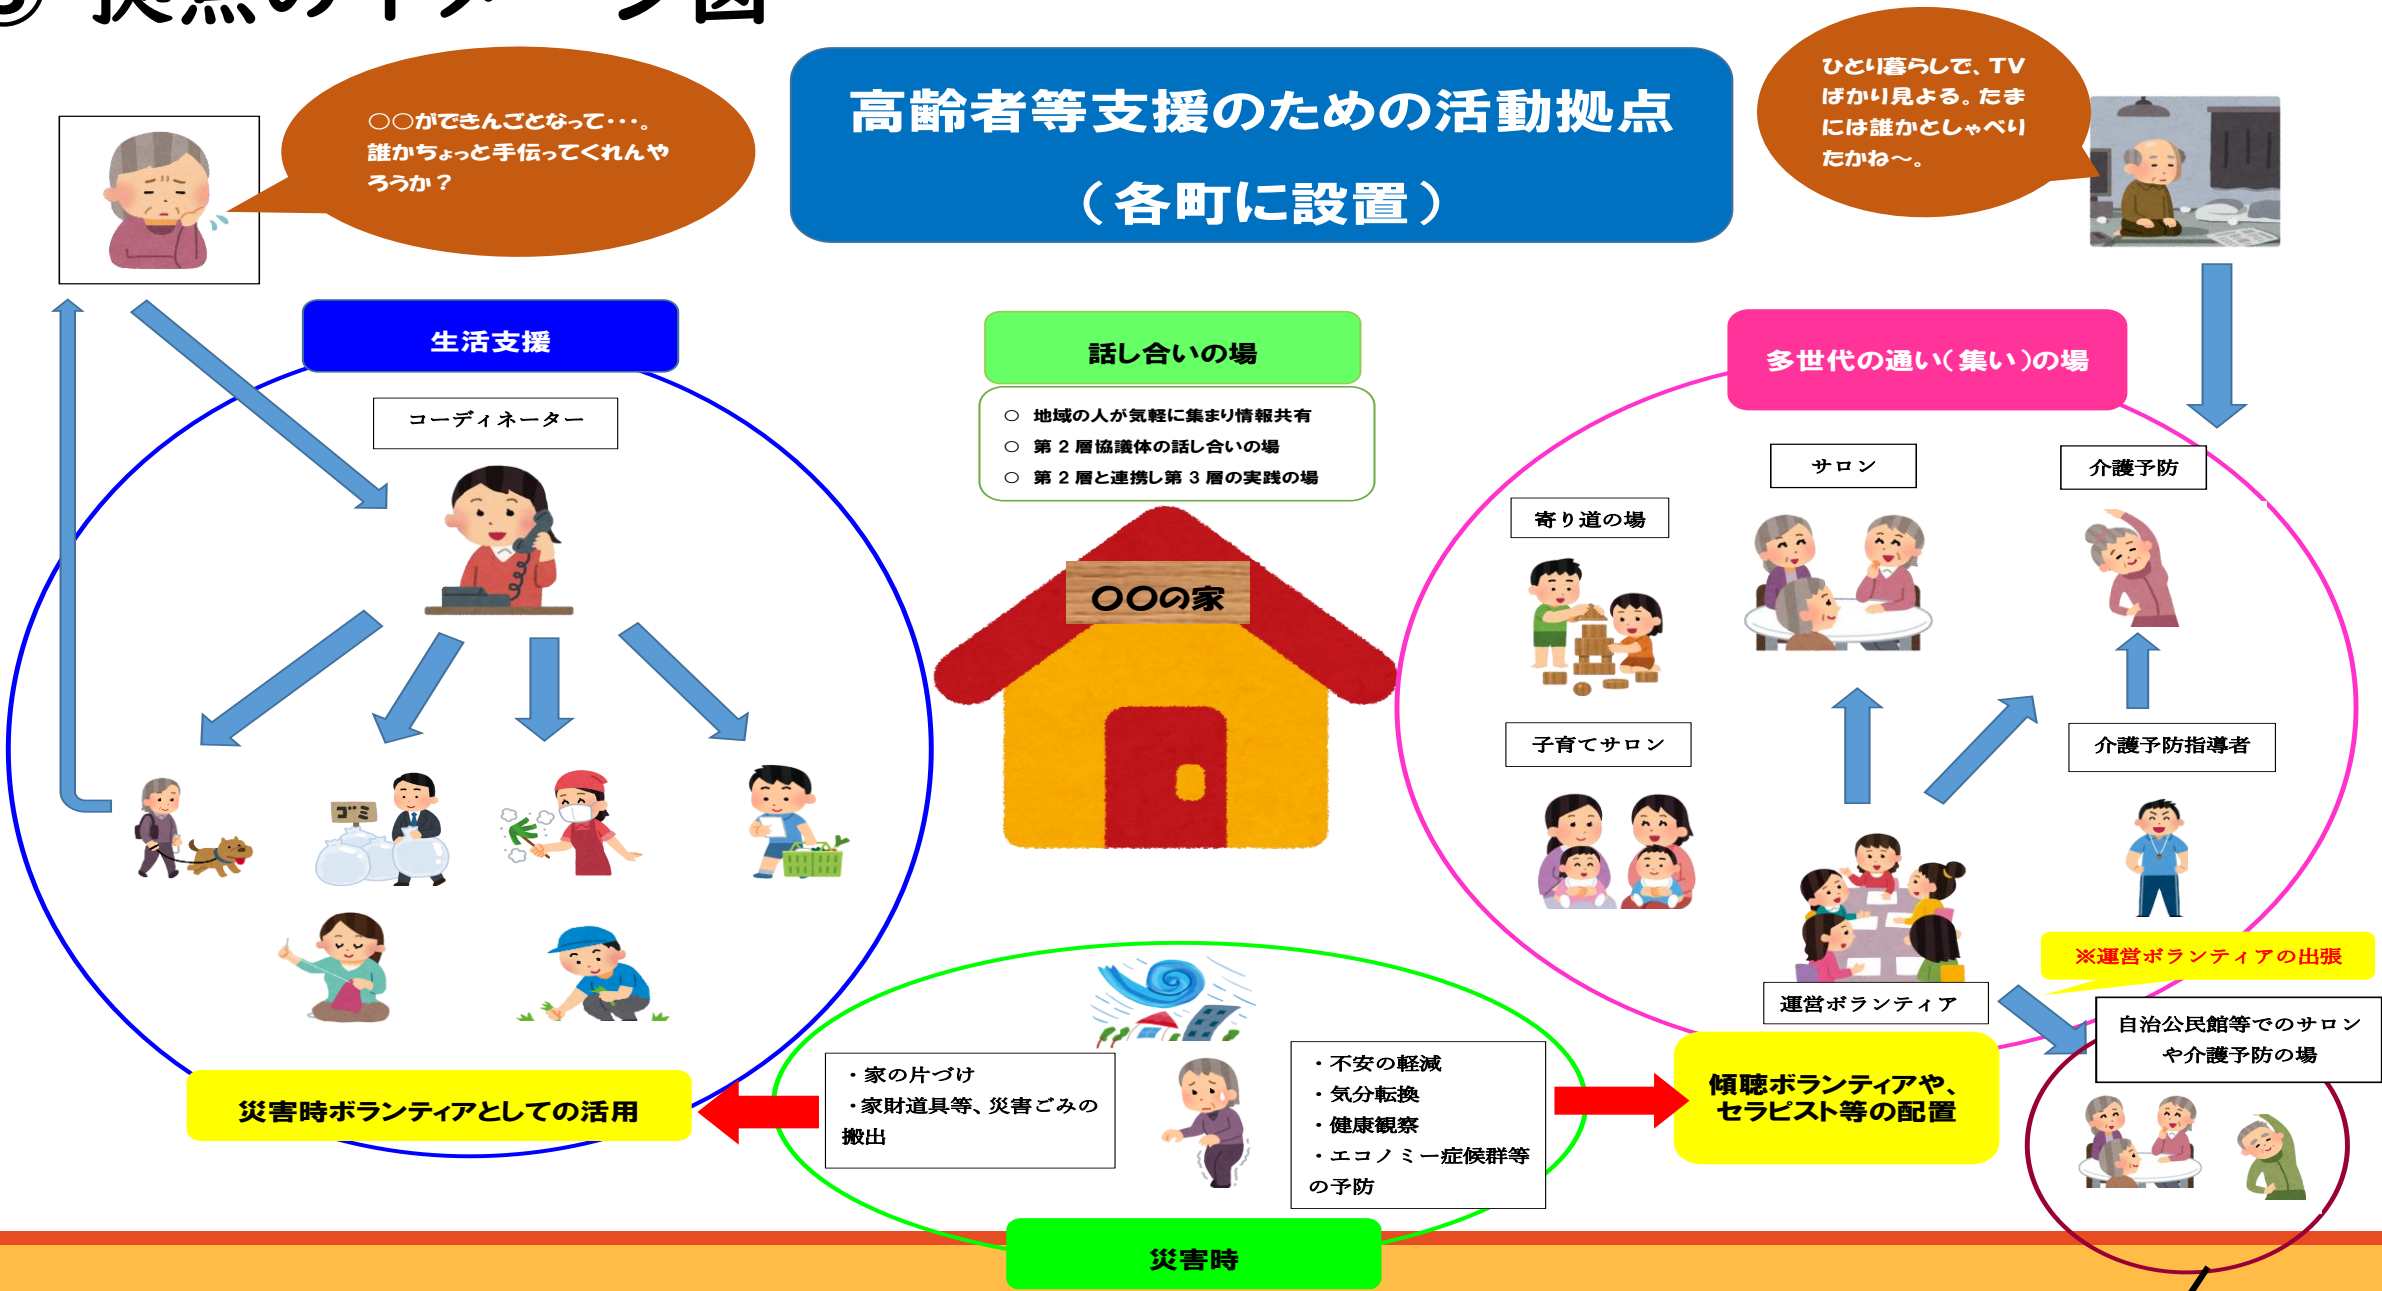 ③ 拠点のイメージ図
○○ができんごとなって・・・。
誰かちょっと手伝ってくれんや
ろうか？
高齢者等支援のための活動拠点
（各町に設置）
ひとり暮らしで、TV
ばかり見よる。たま
には誰かとしゃべり
たかね～。
生活支援
コーディネーター
ゴミ
災害時ボランティアとしての活用
話し合いの場
○ 地域の人が気軽に集まり情報共有
○ 第２層協議体の話し合いの場
○ 第２層と連携し第３層の実践の場
○○の家
多世代の通い（集い）の場
サロン
介護予防
寄り道の場
子育てサロン
介護予防指導者
運営ボランティア
※運営ボランティアの出張
自治公民館等でのサロン
や介護予防の場
・家の片づけ
・家財道具等、災害ごみの
搬出
・不安の軽減
・気分転換
・健康観察
・エコノミー症候群等
の予防
傾聴ボランティアや、
セラピスト等の配置
災害時